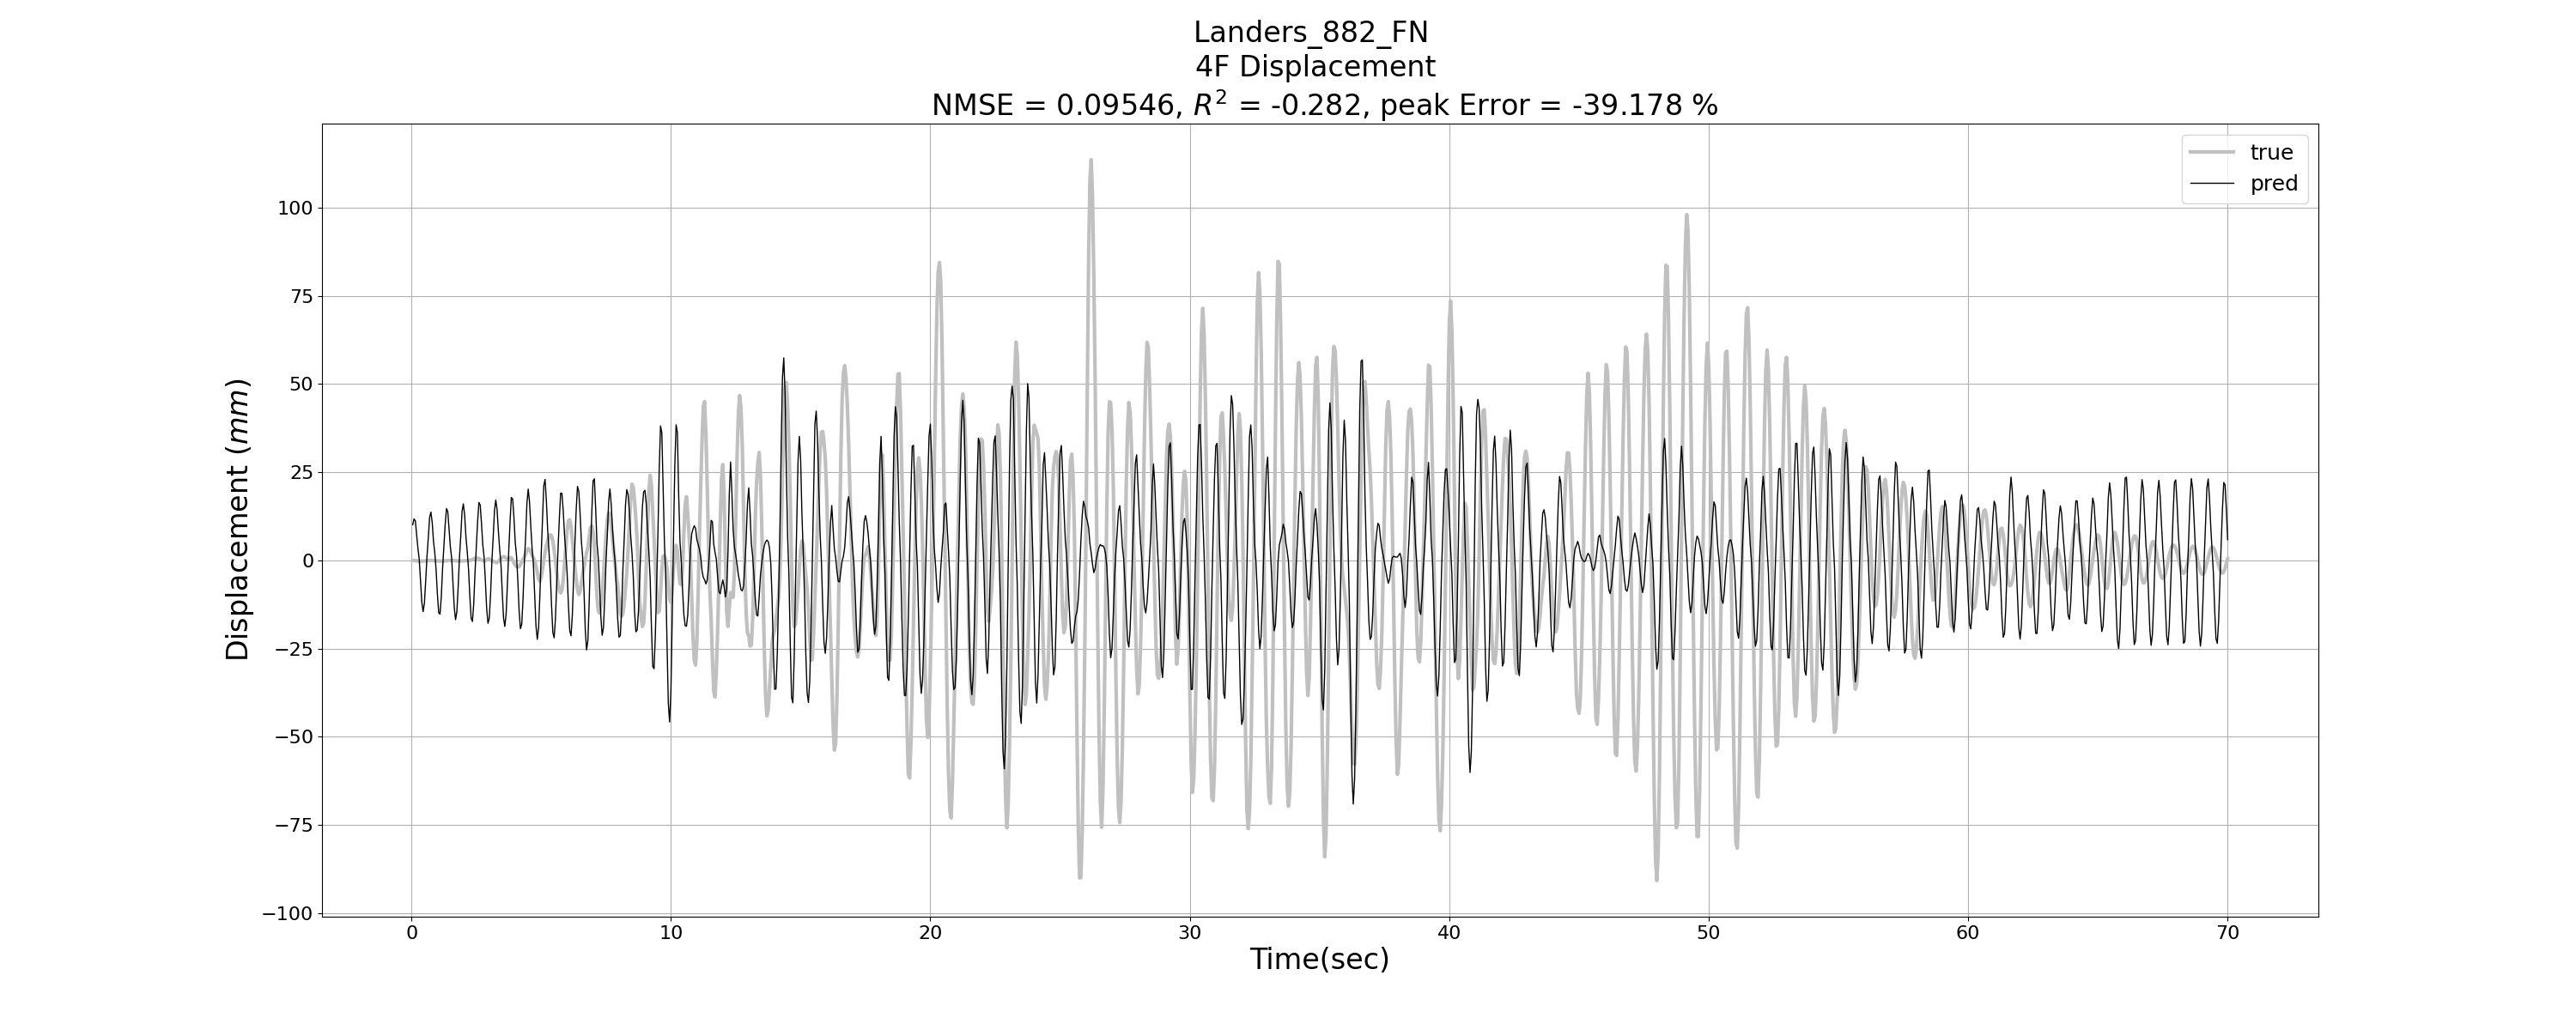 Landers_882_FN
4F Displacement
NMSE = 0.09546, R² = -0.282, peak Error = -39.178 %
true
pred
Displacement (mm)
100
75
50
25
0
−25
−50
−75
−100
0 10 20 30 40 50 60 70
Time(sec)